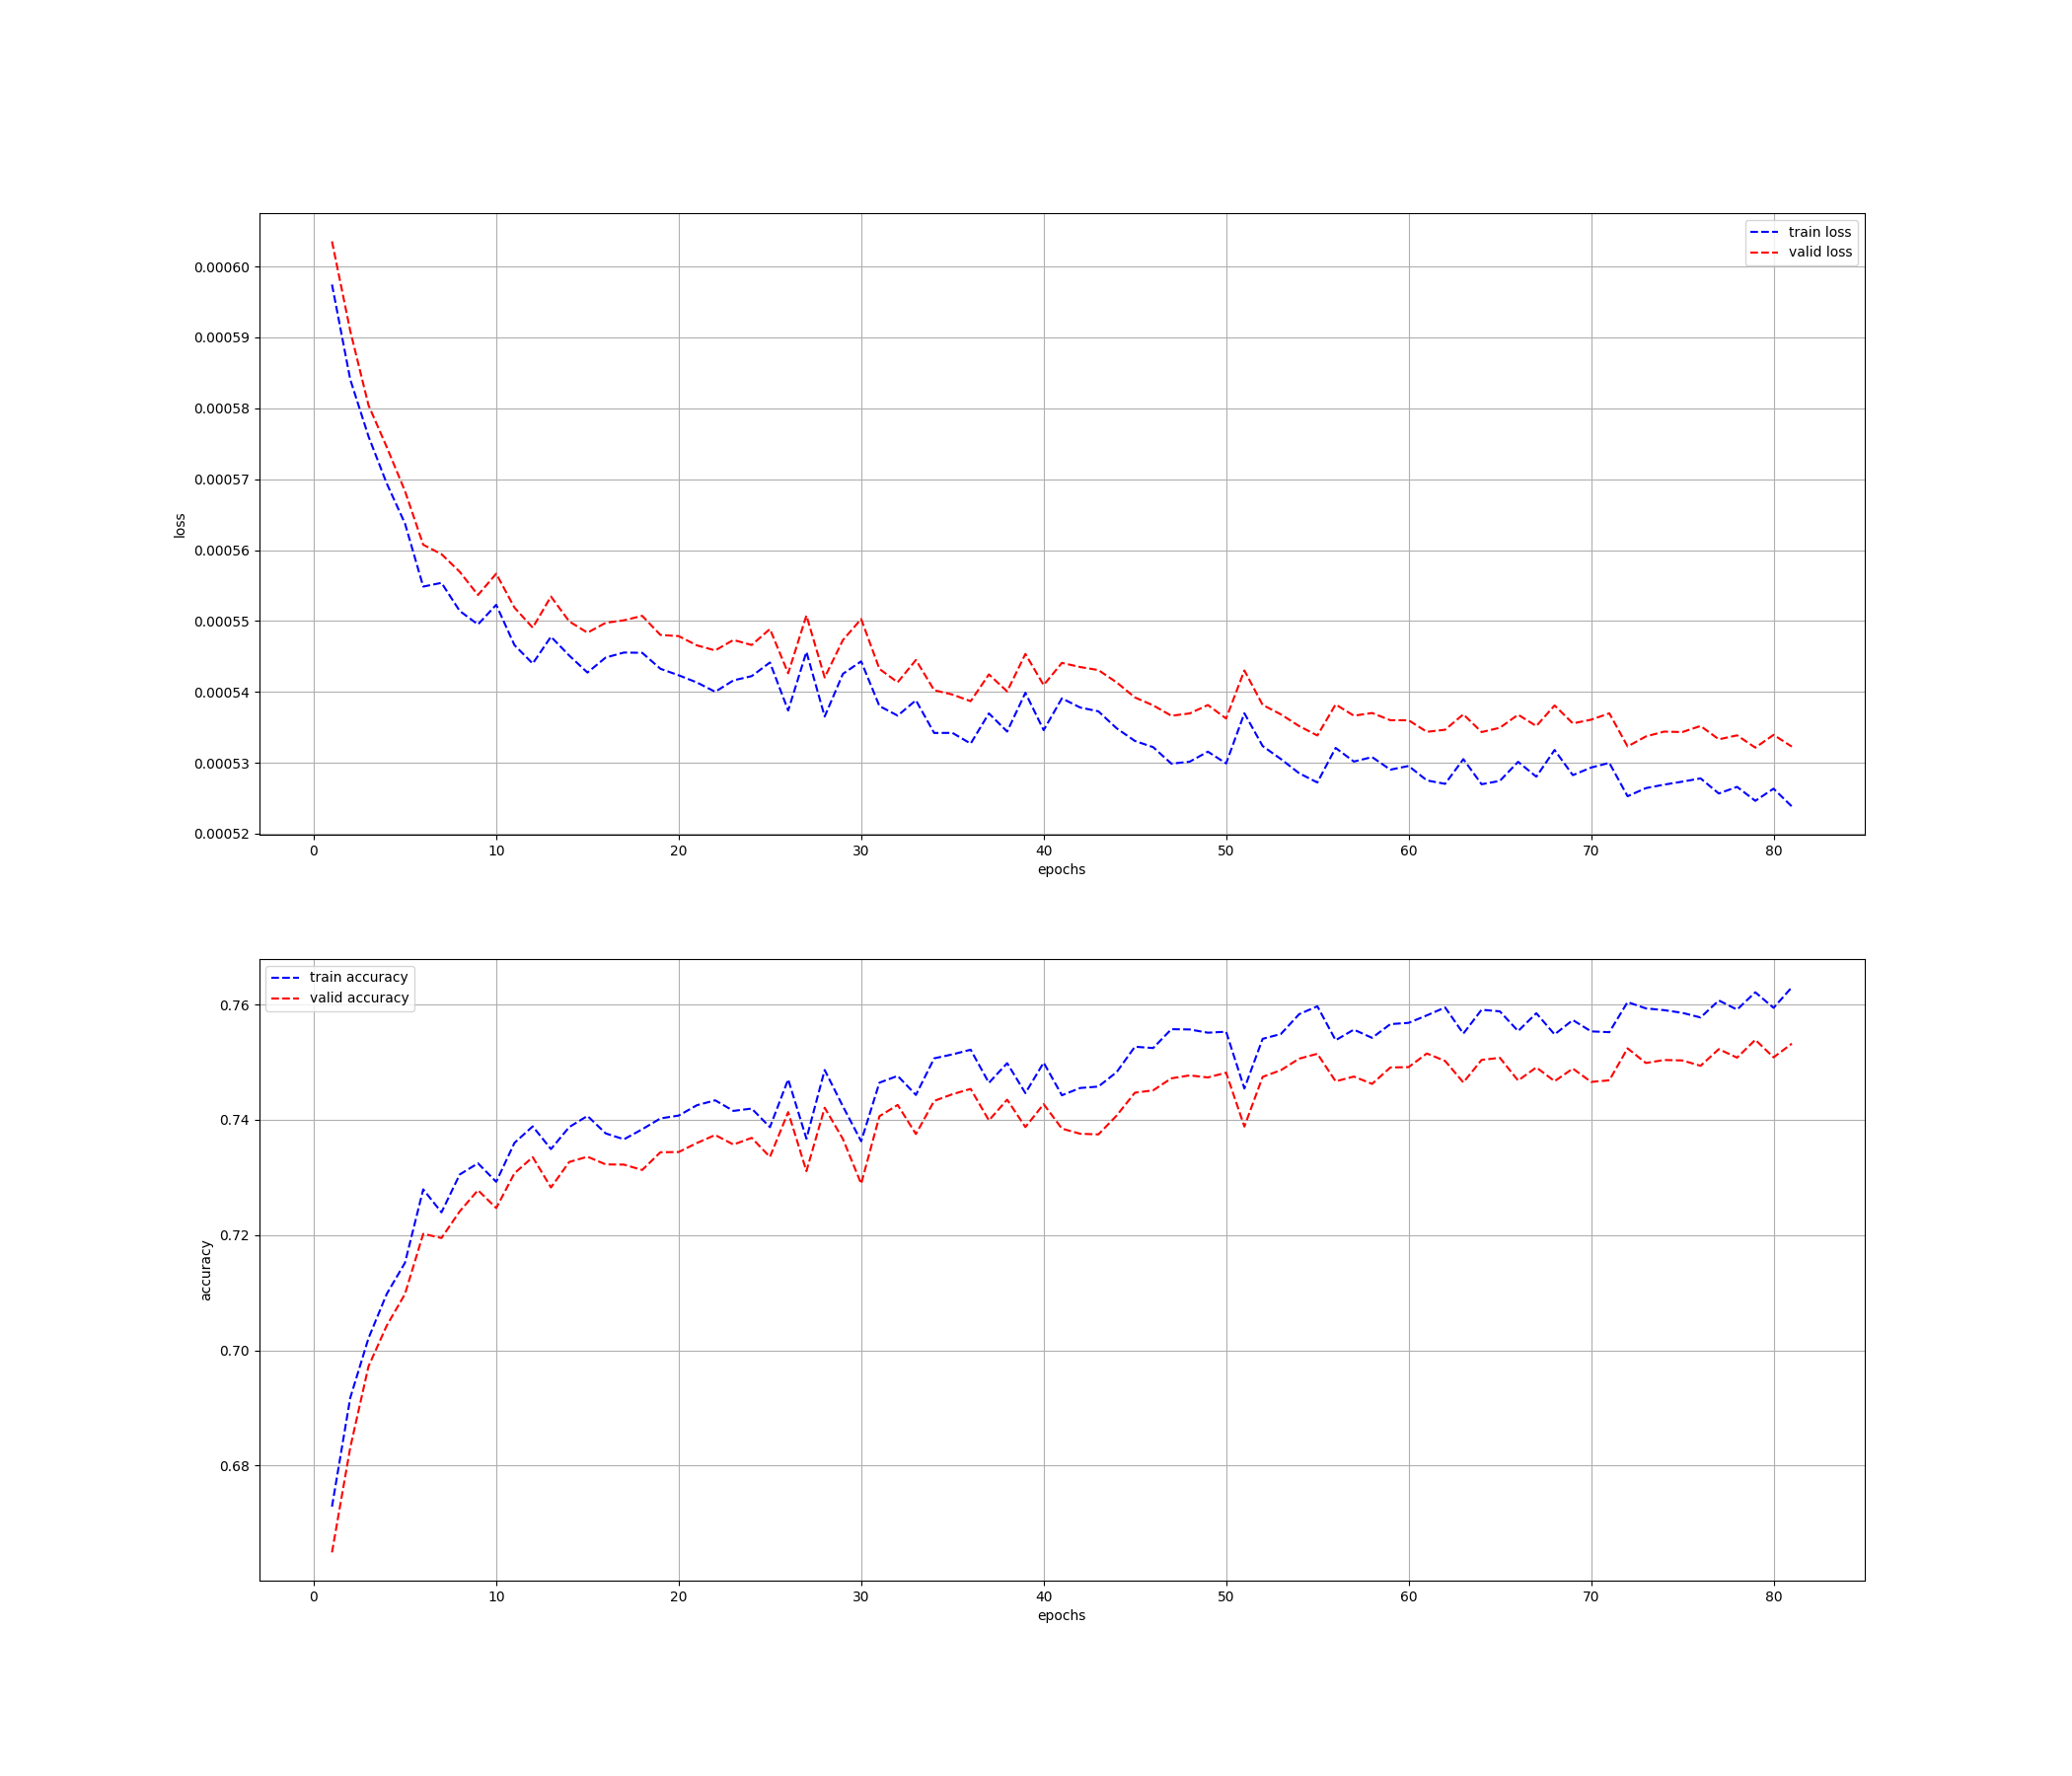 train loss
valid loss
0.00060
0.00059
0.00058
0.00057
0.00056
0.00055
0.00054
0.00053
0.00052
loss
0 10 20 30 40 50 60 70 80
epochs
train accuracy
valid accuracy
0.76
0.74
0.72
0.70
0.68
accuracy
0 10 20 30 40 50 60 70 80
epochs